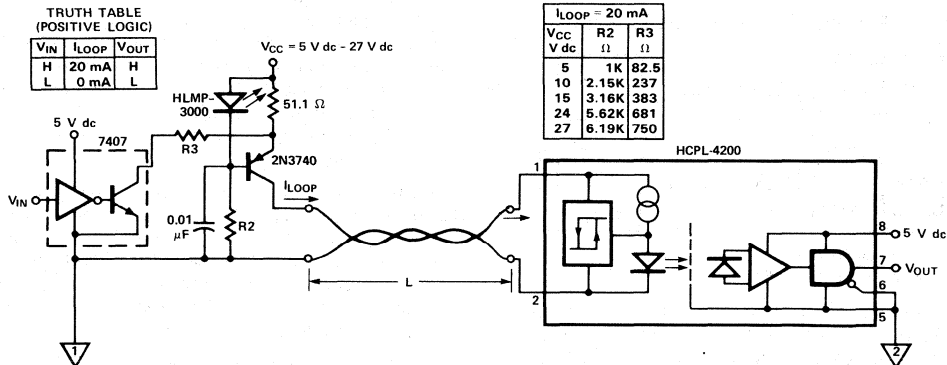 TRUTH TABLE
(POSITIVE LOGIC)
VIN ILOOP VOUT
H 20 mA H
L 0 mA L
VCC = 5 V dc - 27 V dc
HLMP-
3000
51.1 Ω
5 V dc
7407
R3
2N3740
VIN
ILOOP
0.01
μF
R2
L
1
ILOOP = 20 mA
VCC R2 R3
V dc Ω Ω
5 1K 82.5
10 2.15K 237
15 3.16K 383
24 5.62K 681
27 6.19K 750
HCPL-4200
1
2
8
5 V dc
7
VOUT
6
5
2